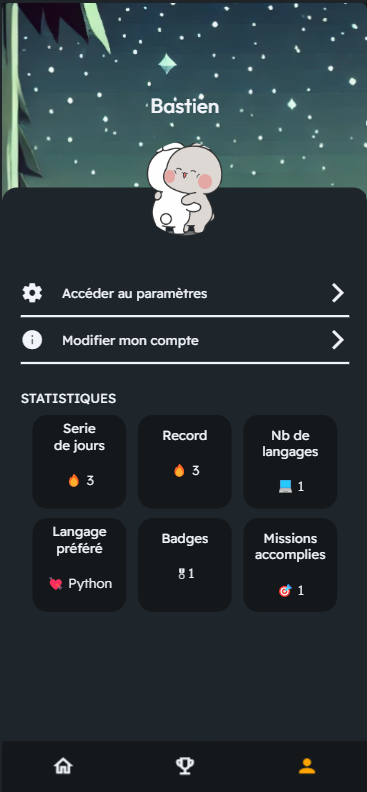 Bastien
Accéder au paramètres
Modifier mon compte
STATISTIQUES
Serie
de jours
3
Record
3
Nb de
langages
1
Langage
préféré
Python
Badges
1
Missions
accomplies
1